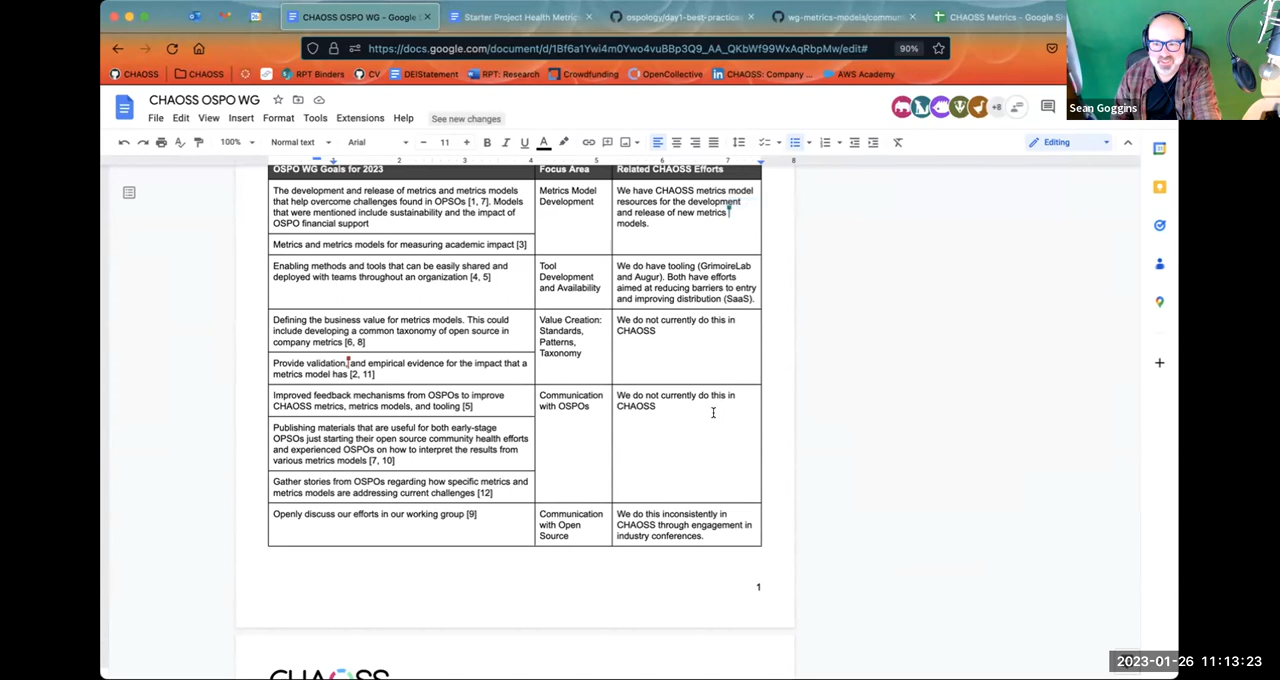 CHAOSS OSPO WG - Google
Starter Project Health Metric
ospology/day1-best-practice
wg-metrics-models/commun
CHAOSS Metrics - Google Sh
https://docs.google.com/document/d/1Bf6a1Ywi4m0Ywo4vuBBp3Q9_AA_QKbWf99WxAqRbpMw/edit#
90%
CHAOSS
CHAOSS
RPT Binders
CV
DEIStatement
RPT: Research
Crowdfunding
OpenCollective
CHAOSS: Company ...
AWS Academy
Sean Goggins
CHAOSS OSPO WG
+8
File Edit View Insert Format Tools Extensions Help
See new changes
100%
Normal text
Arial
11
Editing
2 3 4 5 6 7 8
OSPO WG Goals for 2023
Focus Area
Related CHAOSS Efforts
The development and release of metrics and metrics models
that help overcome challenges found in OPSOs [1, 7]. Models
that were mentioned include sustainability and the impact of
OSPO financial support
Metrics Model
Development
We have CHAOSS metrics model
resources for the development
and release of new metrics
models.
Metrics and metrics models for measuring academic impact [3]
Enabling methods and tools that can be easily shared and
deployed with teams throughout an organization [4, 5]
Tool
Development
and Availability
We do have tooling (GrimoireLab
and Augur). Both have efforts
aimed at reducing barriers to entry
and improving distribution (SaaS).
Defining the business value for metrics models. This could
include developing a common taxonomy of open source in
company metrics [6, 8]
Value Creation:
Standards,
Patterns,
Taxonomy
We do not currently do this in
CHAOSS
Provide validation, and empirical evidence for the impact that a
metrics model has [2, 11]
Improved feedback mechanisms from OSPOs to improve
CHAOSS metrics, metrics models, and tooling [5]
Communication
with OSPOs
We do not currently do this in
CHAOSS
Publishing materials that are useful for both early-stage
OPSOs just starting their open source community health efforts
and experienced OSPOs on how to interpret the results from
various metrics models [7, 10]
Gather stories from OSPOs regarding how specific metrics and
metrics models are addressing current challenges [12]
Openly discuss our efforts in our working group [9]
Communication
with Open
Source
We do this inconsistently in
CHAOSS through engagement in
industry conferences.
1
CHAOSS
2023-01-26 11:13:23